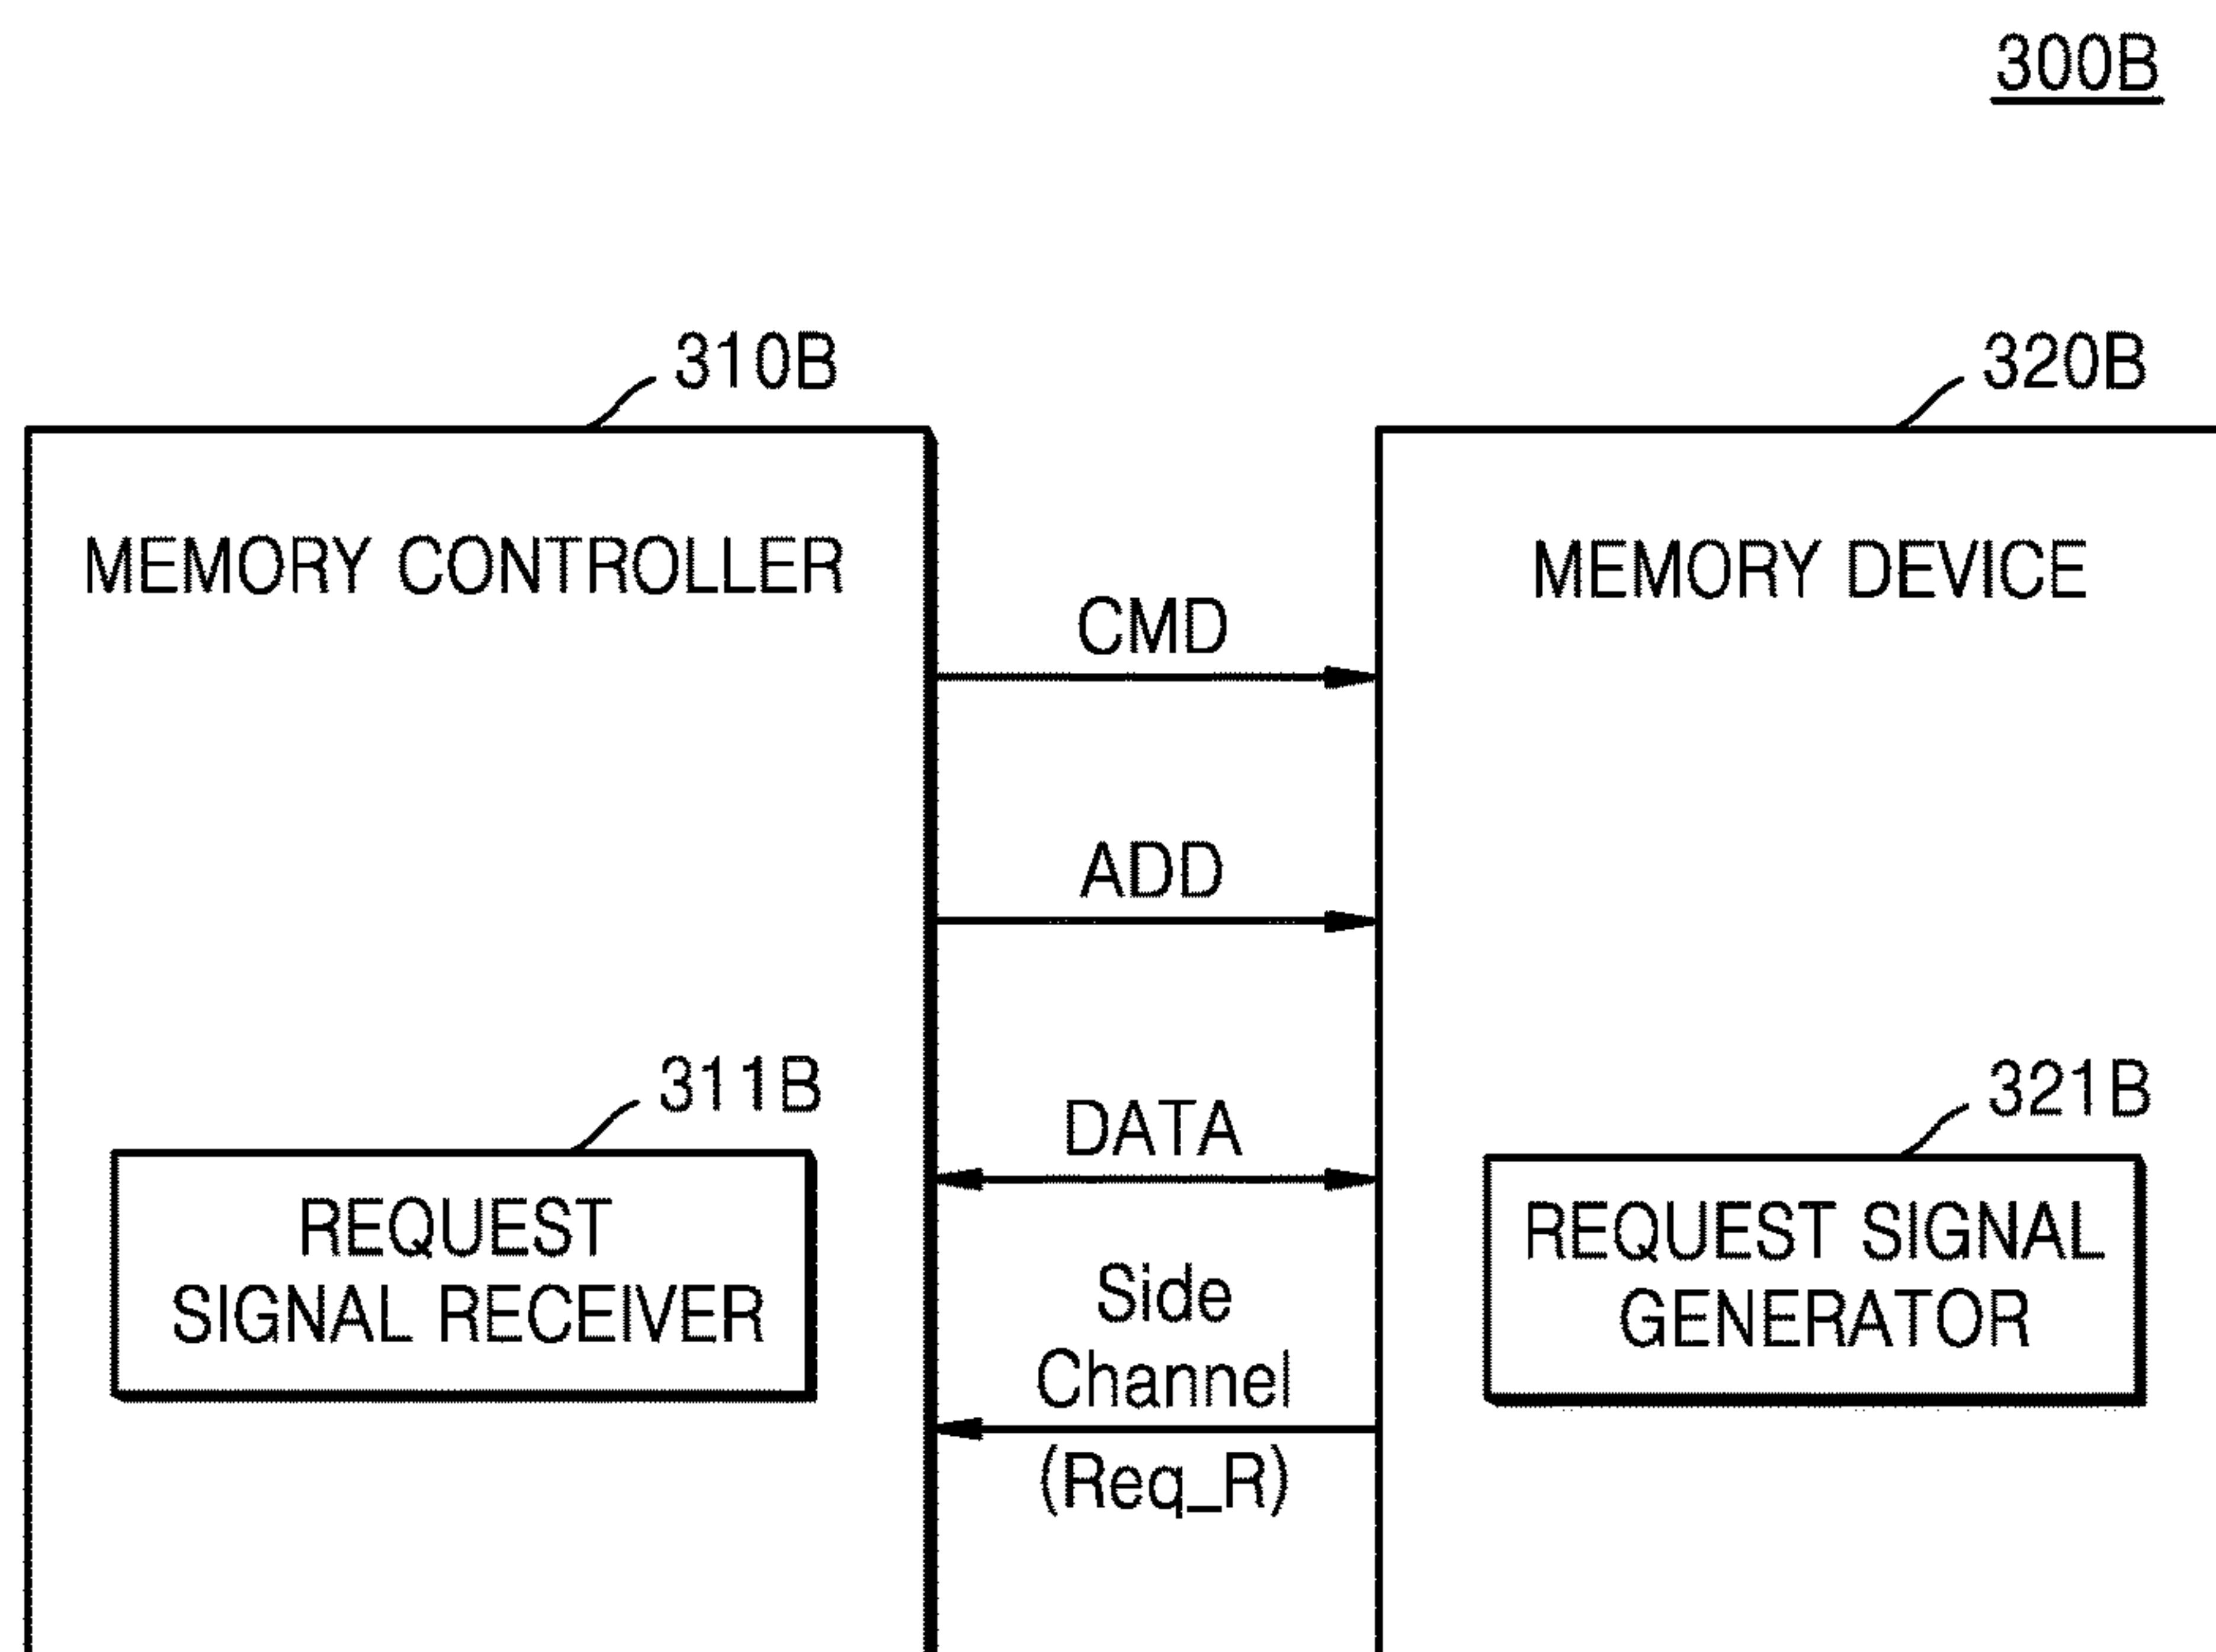 300B
310B
320B
MEMORY CONTROLLER
MEMORY DEVICE
CMD
ADD
DATA
311B
REQUEST
SIGNAL RECEIVER
321B
REQUEST SIGNAL
GENERATOR
Side
Channel
(Req_R)